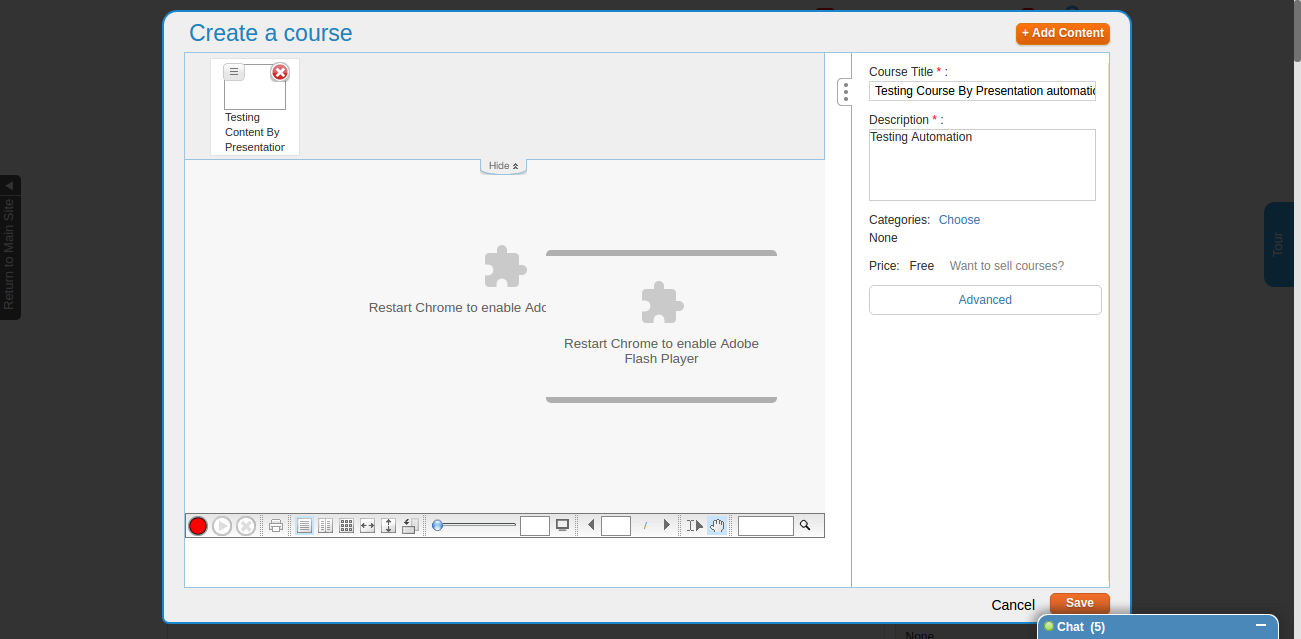 Create a course
+ Add Content
Testing
Content By
Presentation
Hide
Course Title * :
Testing Course By Presentation automatic
Description * :
Testing Automation
Categories: Choose
None
Price: Free Want to sell courses?
Advanced
Return to Main Site
Tour
Restart Chrome to enable Ado
Restart Chrome to enable Adobe
Flash Player
/
Cancel
Save
Chat (5)
None